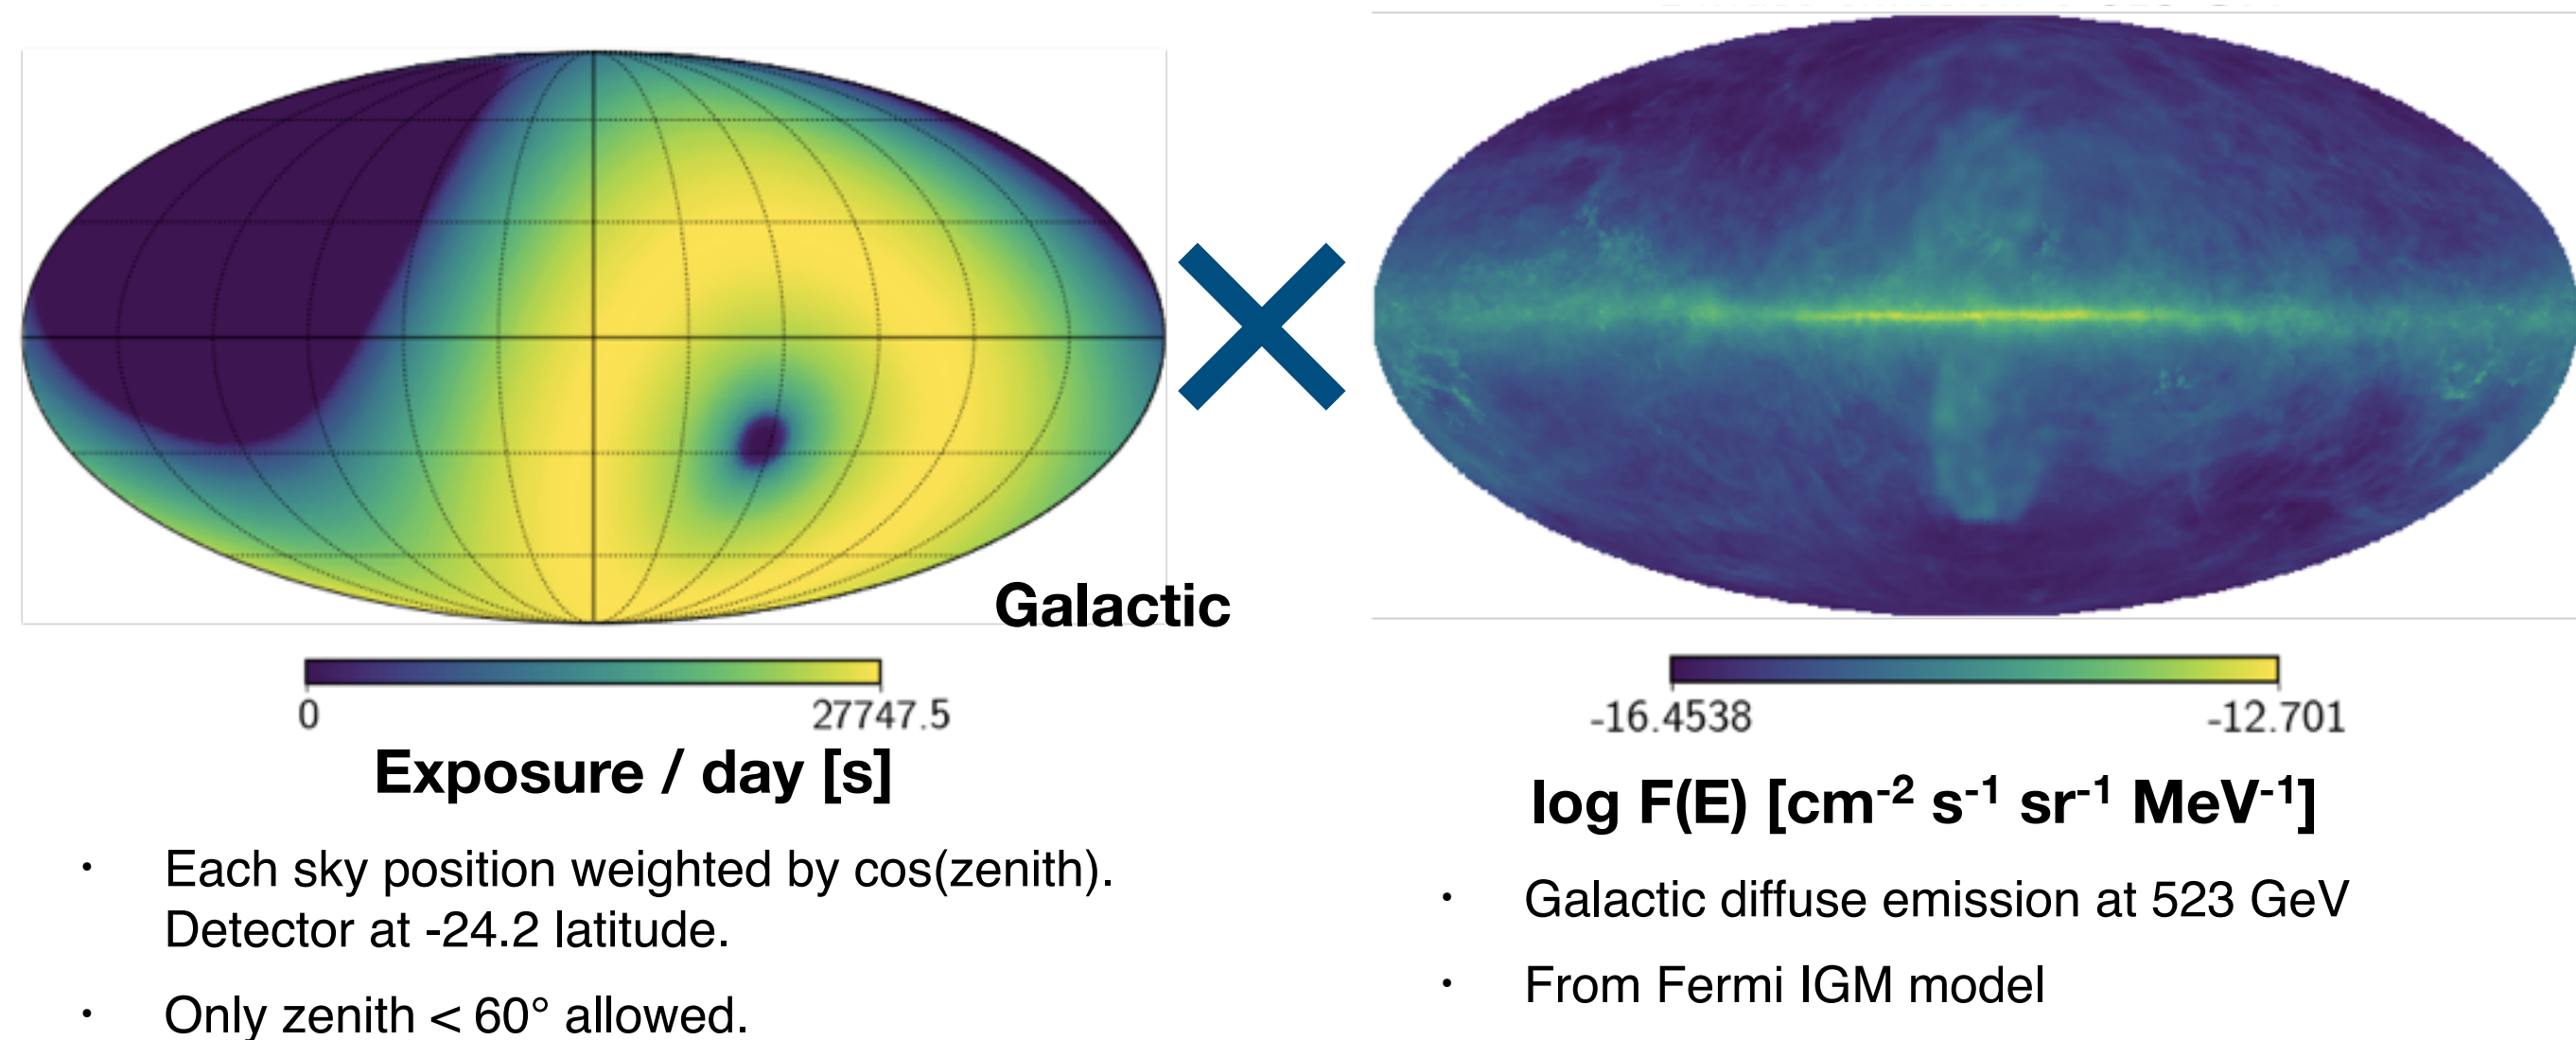 Galactic
0 27747.5
Exposure / day [s]
· Each sky position weighted by cos(zenith).
Detector at -24.2 latitude.
· Only zenith < 60° allowed.
-16.4538 -12.701
log F(E) [cm⁻² s⁻¹ sr⁻¹ MeV⁻¹]
· Galactic diffuse emission at 523 GeV
· From Fermi IGM model